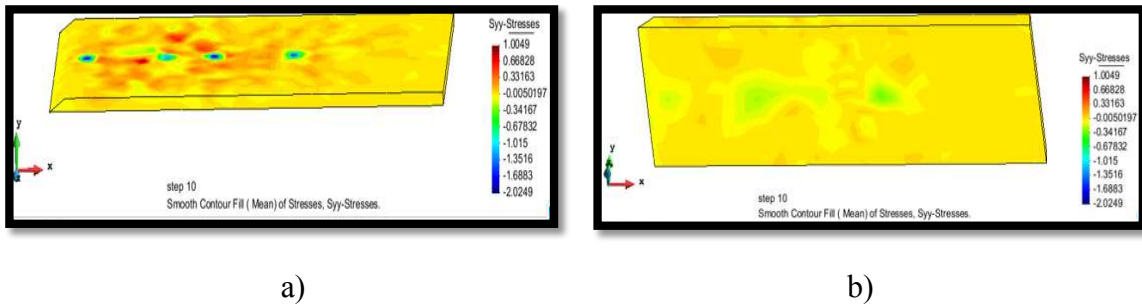 Syy-Stresses
1.0049
0.66828
0.33163
-0.0050197
-0.34167
-0.67832
-1.015
-1.3516
-1.6883
-2.0249
y
x
step 10
Smooth Contour Fill ( Mean) of Stresses, Syy-Stresses.
a)
Syy-Stresses
1.0049
0.66828
0.33163
-0.0050197
-0.34167
-0.67832
-1.015
-1.3516
-1.6883
-2.0249
y
x
step 10
Smooth Contour Fill ( Mean) of Stresses, Syy-Stresses.
b)